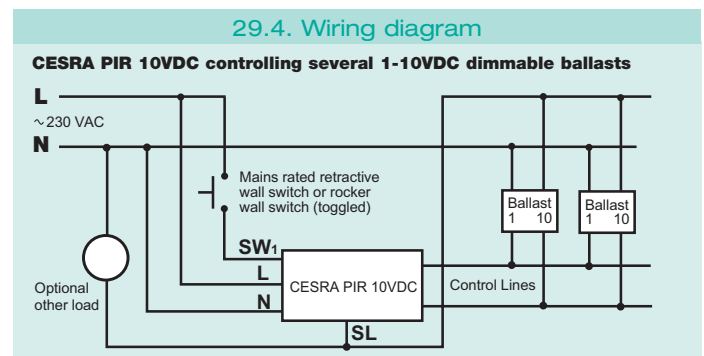 29.4. Wiring diagram
CESRA PIR 10VDC controlling several 1-10VDC dimmable ballasts
L
~230 VAC
N
Mains rated retractive
wall switch or rocker
wall switch (toggled)
Ballast
1 10
Ballast
1 10
SW1
L
N
CESRA PIR 10VDC
Control Lines
Optional
other load
SL